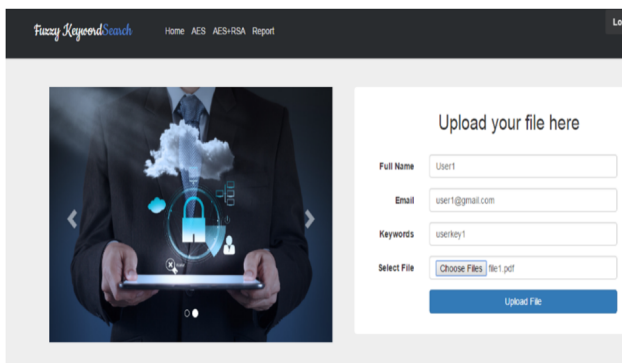 Fuzzy KeywordSearch Home AES AES+RSA Report Lo
Upload your file here
Full Name User1
Email user1@gmail.com
Keywords userkey1
Select File Choose Files file1.pdf
Upload File